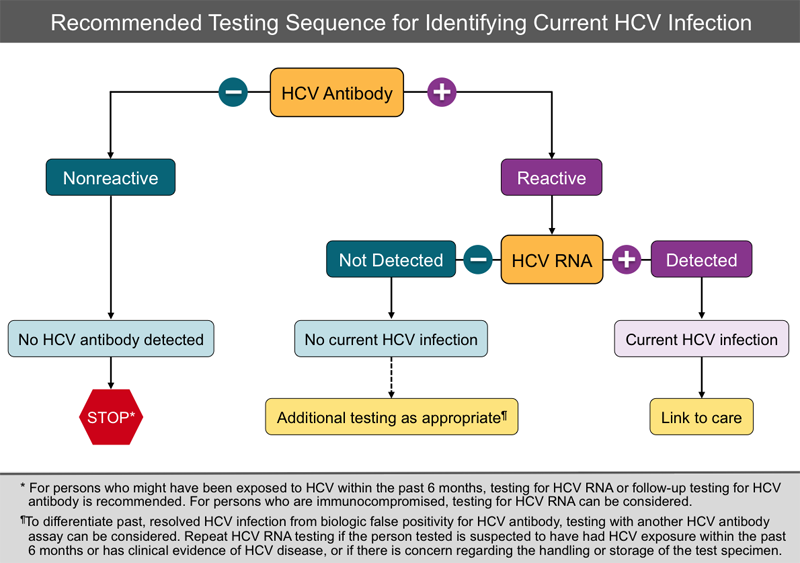 Recommended Testing Sequence for Identifying Current HCV Infection
− HCV Antibody +
Nonreactive
Reactive
Not Detected − HCV RNA + Detected
No HCV antibody detected
No current HCV infection
Current HCV infection
STOP*
Additional testing as appropriate¶
Link to care
* For persons who might have been exposed to HCV within the past 6 months, testing for HCV RNA or follow-up testing for HCV
antibody is recommended. For persons who are immunocompromised, testing for HCV RNA can be considered.
¶To differentiate past, resolved HCV infection from biologic false positivity for HCV antibody, testing with another HCV antibody
assay can be considered. Repeat HCV RNA testing if the person tested is suspected to have had HCV exposure within the past
6 months or has clinical evidence of HCV disease, or if there is concern regarding the handling or storage of the test specimen.